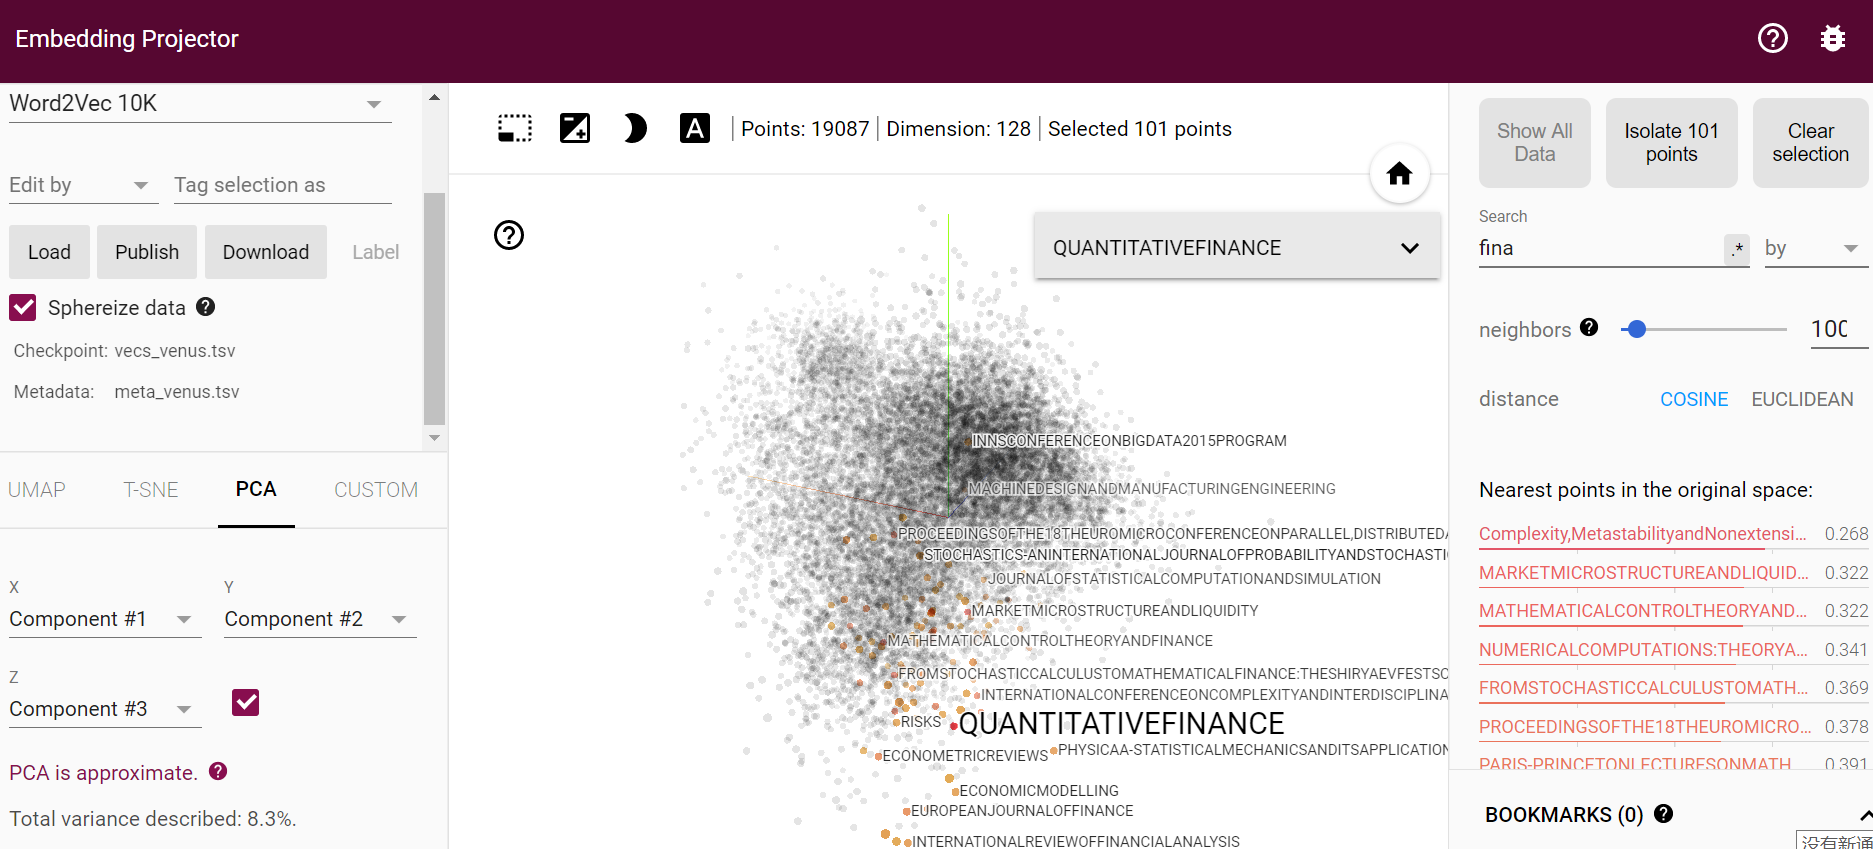 Embedding Projector
Word2Vec 10K
Edit by
Tag selection as
Load
Publish
Download
Label
Sphereize data
Checkpoint: vecs_venus.tsv
Metadata: meta_venus.tsv
UMAP
T-SNE
PCA
CUSTOM
X
Y
Component #1
Component #2
Z
Component #3
PCA is approximate.
Total variance described: 8.3%.
A
Points: 19087
Dimension: 128
Selected 101 points
QUANTITATIVEFINANCE
INNSCONFERENCEONBIGDATA2015PROGRAM
MACHINEDESIGNANDMANUFACTURINGENGINEERING
PROCEEDINGSOFTHE18THEUROMICROCONFERENCEONPARALLEL,DISTRIBUTEDA
STOCHASTICS-ANINTERNATIONALJOURNALOFPROBABILITYANDSTOCHASTI
JOURNALOFSTATISTICALCOMPUTATIONANDSIMULATION
MARKETMICROSTRUCTUREANDLIQUIDITY
MATHEMATICALCONTROLTHEORYANDFINANCE
FROMSTOCHASTICCALCULUSTOMATHEMATICALFINANCE:THESHIRYAEVFESTSC
INTERNATIONALCONFERENCEONCOMPLEXITYANDINTERDISCIPLINA
RISKS
QUANTITATIVEFINANCE
ECONOMETRICREVIEWS
PHYSICAA-STATISTICALMECHANICSANDITSAPPLICATION
ECONOMICMODELLING
EUROPEANJOURNALOFFINANCE
INTERNATIONALREVIEWOFFINANCIALANALYSIS
Show All Data
Isolate 101 points
Clear selection
Search
fina
.*
by
neighbors
100
distance
COSINE
EUCLIDEAN
Nearest points in the original space:
Complexity,MetastabilityandNonextensi... 0.268
MARKETMICROSTRUCTUREANDLIQUID... 0.322
MATHEMATICALCONTROLTHEORYAND... 0.322
NUMERICALCOMPUTATIONS:THEORYA... 0.341
FROMSTOCHASTICCALCULUSTOMATH... 0.369
PROCEEDINGSOFTHE18THEUROMICRO... 0.378
PARIS-PRINCETONLECTURESONMATH... 0.391
BOOKMARKS (0)
没有新通